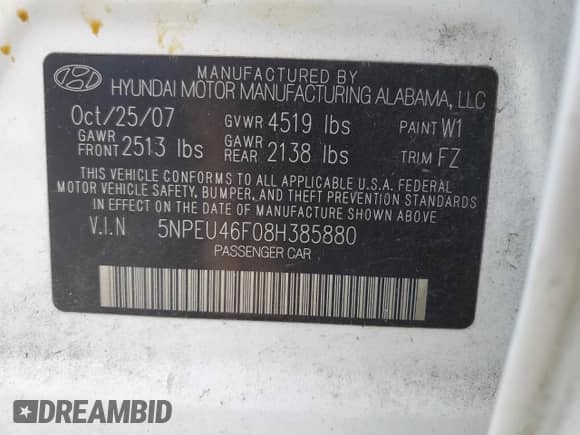 MANUFACTURED BY
HYUNDAI MOTOR MANUFACTURING ALABAMA, LLC
Oct/25/07 GVWR 4519 lbs PAINT W1
GAWR FRONT 2513 lbs GAWR REAR 2138 lbs TRIM FZ
THIS VEHICLE CONFORMS TO ALL APPLICABLE U.S.A. FEDERAL
MOTOR VEHICLE SAFETY, BUMPER, AND THEFT PREVENTION STANDARDS
IN EFFECT ON THE DATE OF MANUFACTURE SHOWN ABOVE
V.I.N 5NPEU46F08H385880
PASSENGER CAR
DREAMBID